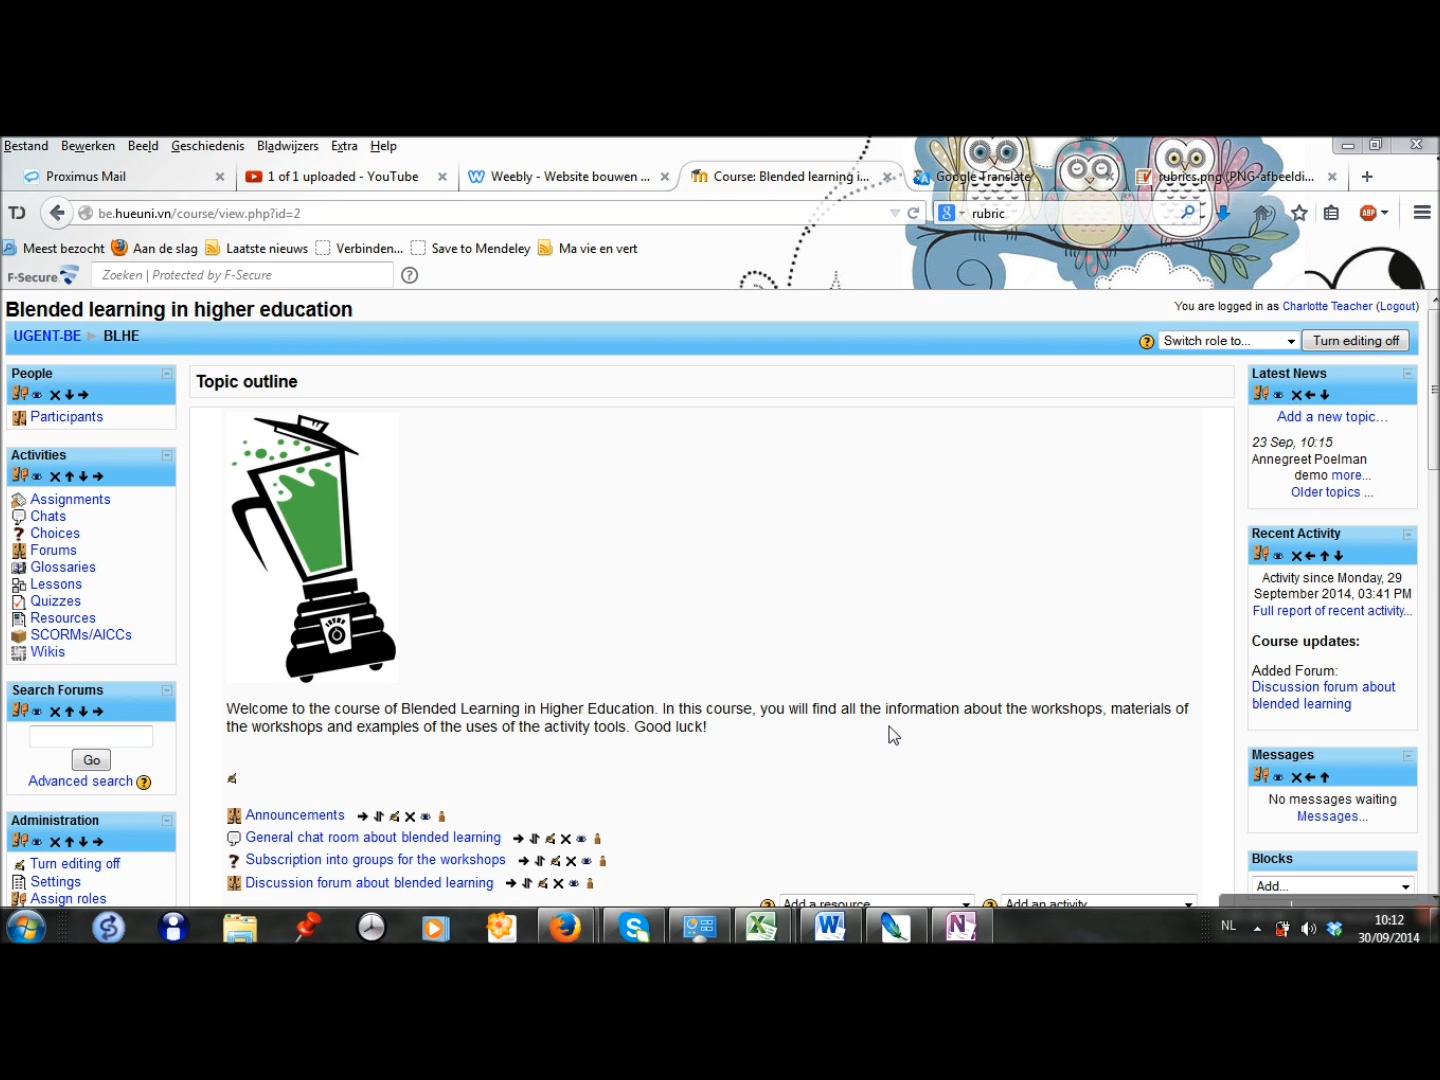 Bestand Bewerken Beeld Geschiedenis Bladwijzers Extra Help
Proximus Mail
1 of 1 uploaded - YouTube
Weebly - Website bouwen ...
Course: Blended learning i...
Google Translate
rubrics.png (PNG-afbeeldi...
be.hueuni.vn/course/view.php?id=2
rubric
ABP
Meest bezocht Aan de slag Laatste nieuws Verbinden... Save to Mendeley Ma vie en vert
F-Secure Zoeken | Protected by F-Secure
Blended learning in higher education
You are logged in as Charlotte Teacher (Logout)
UGENT-BE BLHE
Switch role to...
Turn editing off
People
Participants
Activities
Assignments
Chats
Choices
Forums
Glossaries
Lessons
Quizzes
Resources
SCORMs/AICCs
Wikis
Search Forums
Go
Advanced search
Administration
Turn editing off
Settings
Assign roles
Topic outline
Welcome to the course of Blended Learning in Higher Education. In this course, you will find all the information about the workshops, materials of
the workshops and examples of the uses of the activity tools. Good luck!
Announcements
General chat room about blended learning
Subscription into groups for the workshops
Discussion forum about blended learning
Add a resource...
Add an activity...
Latest News
Add a new topic...
23 Sep, 10:15
Annegreet Poelman
demo more...
Older topics ...
Recent Activity
Activity since Monday, 29
September 2014, 03:41 PM
Full report of recent activity...
Course updates:
Added Forum:
Discussion forum about
blended learning
Messages
No messages waiting
Messages...
Blocks
Add...
NL
10:12
30/09/2014